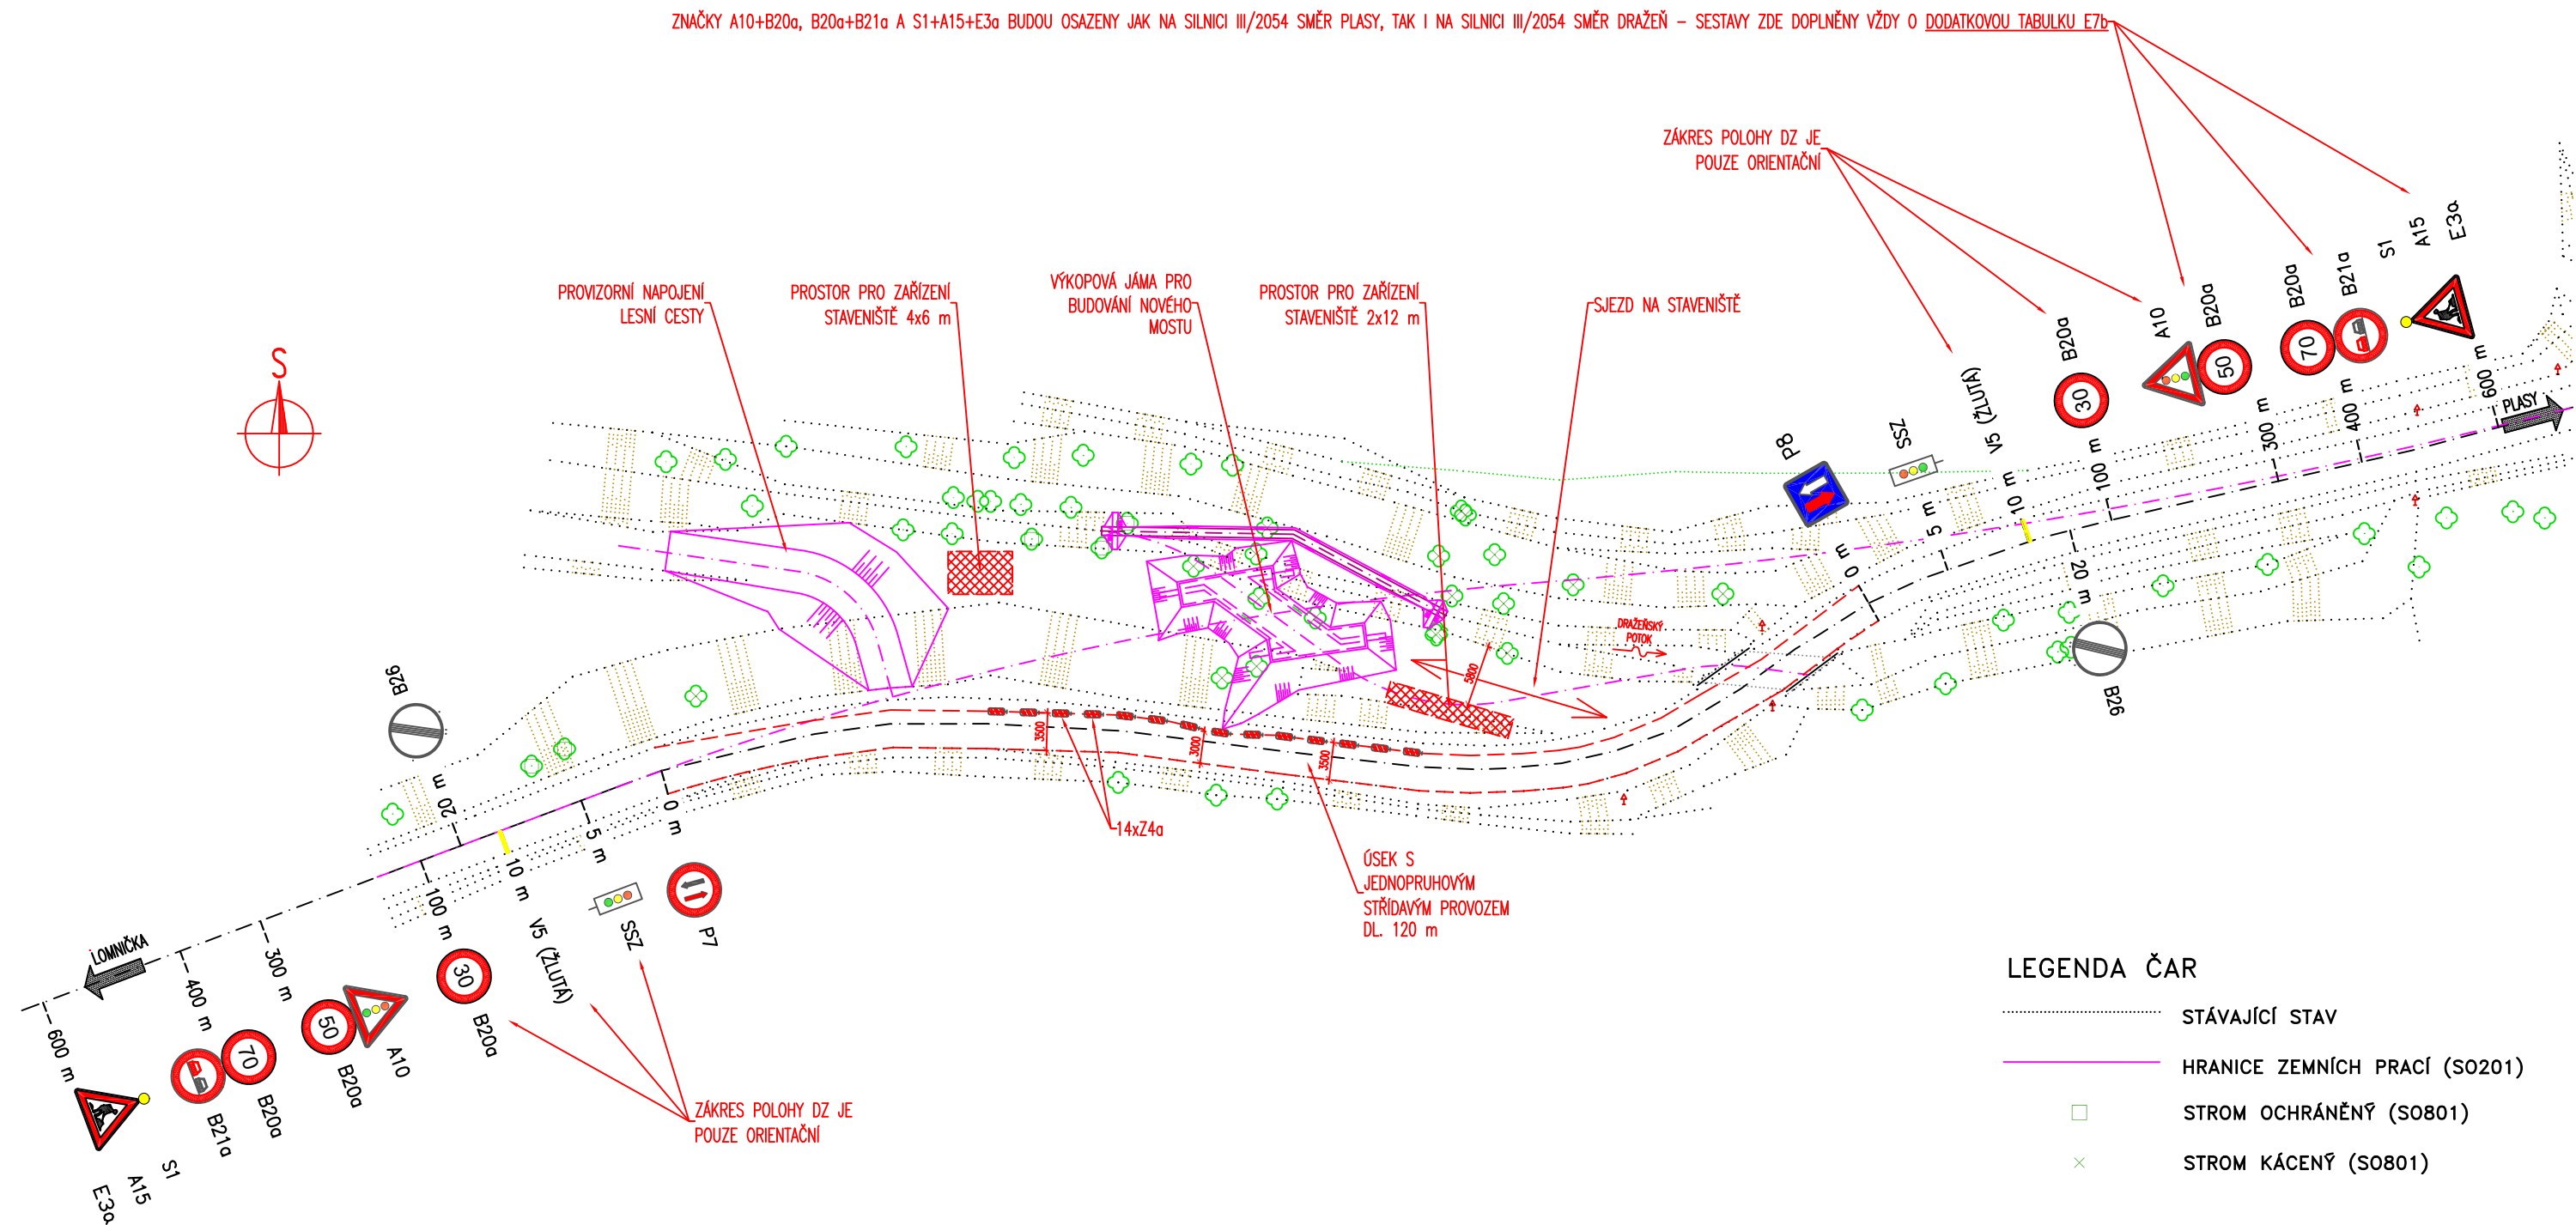 ZNAČKY A10+B20a, B20a+B21a A S1+A15+E3a BUDOU OSAZENY JAK NA SILNICI III/2054 SMĚR PLASY, TAK I NA SILNICI III/2054 SMĚR DRAŽEŇ – SESTAVY ZDE DOPLNĚNY VŽDY O DODATKOVOU TABULKU E7b
ZÁKRES POLOHY DZ JE
POUZE ORIENTAČNÍ
PROVIZORNÍ NAPOJENÍ
LESNÍ CESTY
PROSTOR PRO ZAŘÍZENÍ
STAVENIŠTĚ 4x6 m
VÝKOPOVÁ JÁMA PRO
BUDOVÁNÍ NOVÉHO
MOSTU
PROSTOR PRO ZAŘÍZENÍ
STAVENIŠTĚ 2x12 m
SJEZD NA STAVENIŠTĚ
S
P8
SSZ
V5 (ŽLUTÁ)
B20a
30
A10
B20a
50
B20a
70
B21a
S1
A15
E3a
0 m
5 m
10 m
100 m
20 m
300 m
400 m
600 m
PLASY
B26
DRAŽEŇSKÝ
POTOK
5800
3500
3000
3500
14xZ4a
ÚSEK S
JEDNOPRUHOVÝM
STŘÍDAVÝM PROVOZEM
DL. 120 m
B26
20 m
0 m
5 m
10 m
100 m
300 m
400 m
600 m
LOMNIČKA
P7
SSZ
V5 (ŽLUTÁ)
30
B20a
50
A10
B20a
70
B20a
B21a
S1
A15
E3a
ZÁKRES POLOHY DZ JE
POUZE ORIENTAČNÍ
LEGENDA ČAR
STÁVAJÍCÍ STAV
HRANICE ZEMNÍCH PRACÍ (SO201)
STROM OCHRÁNĚNÝ (SO801)
STROM KÁCENÝ (SO801)